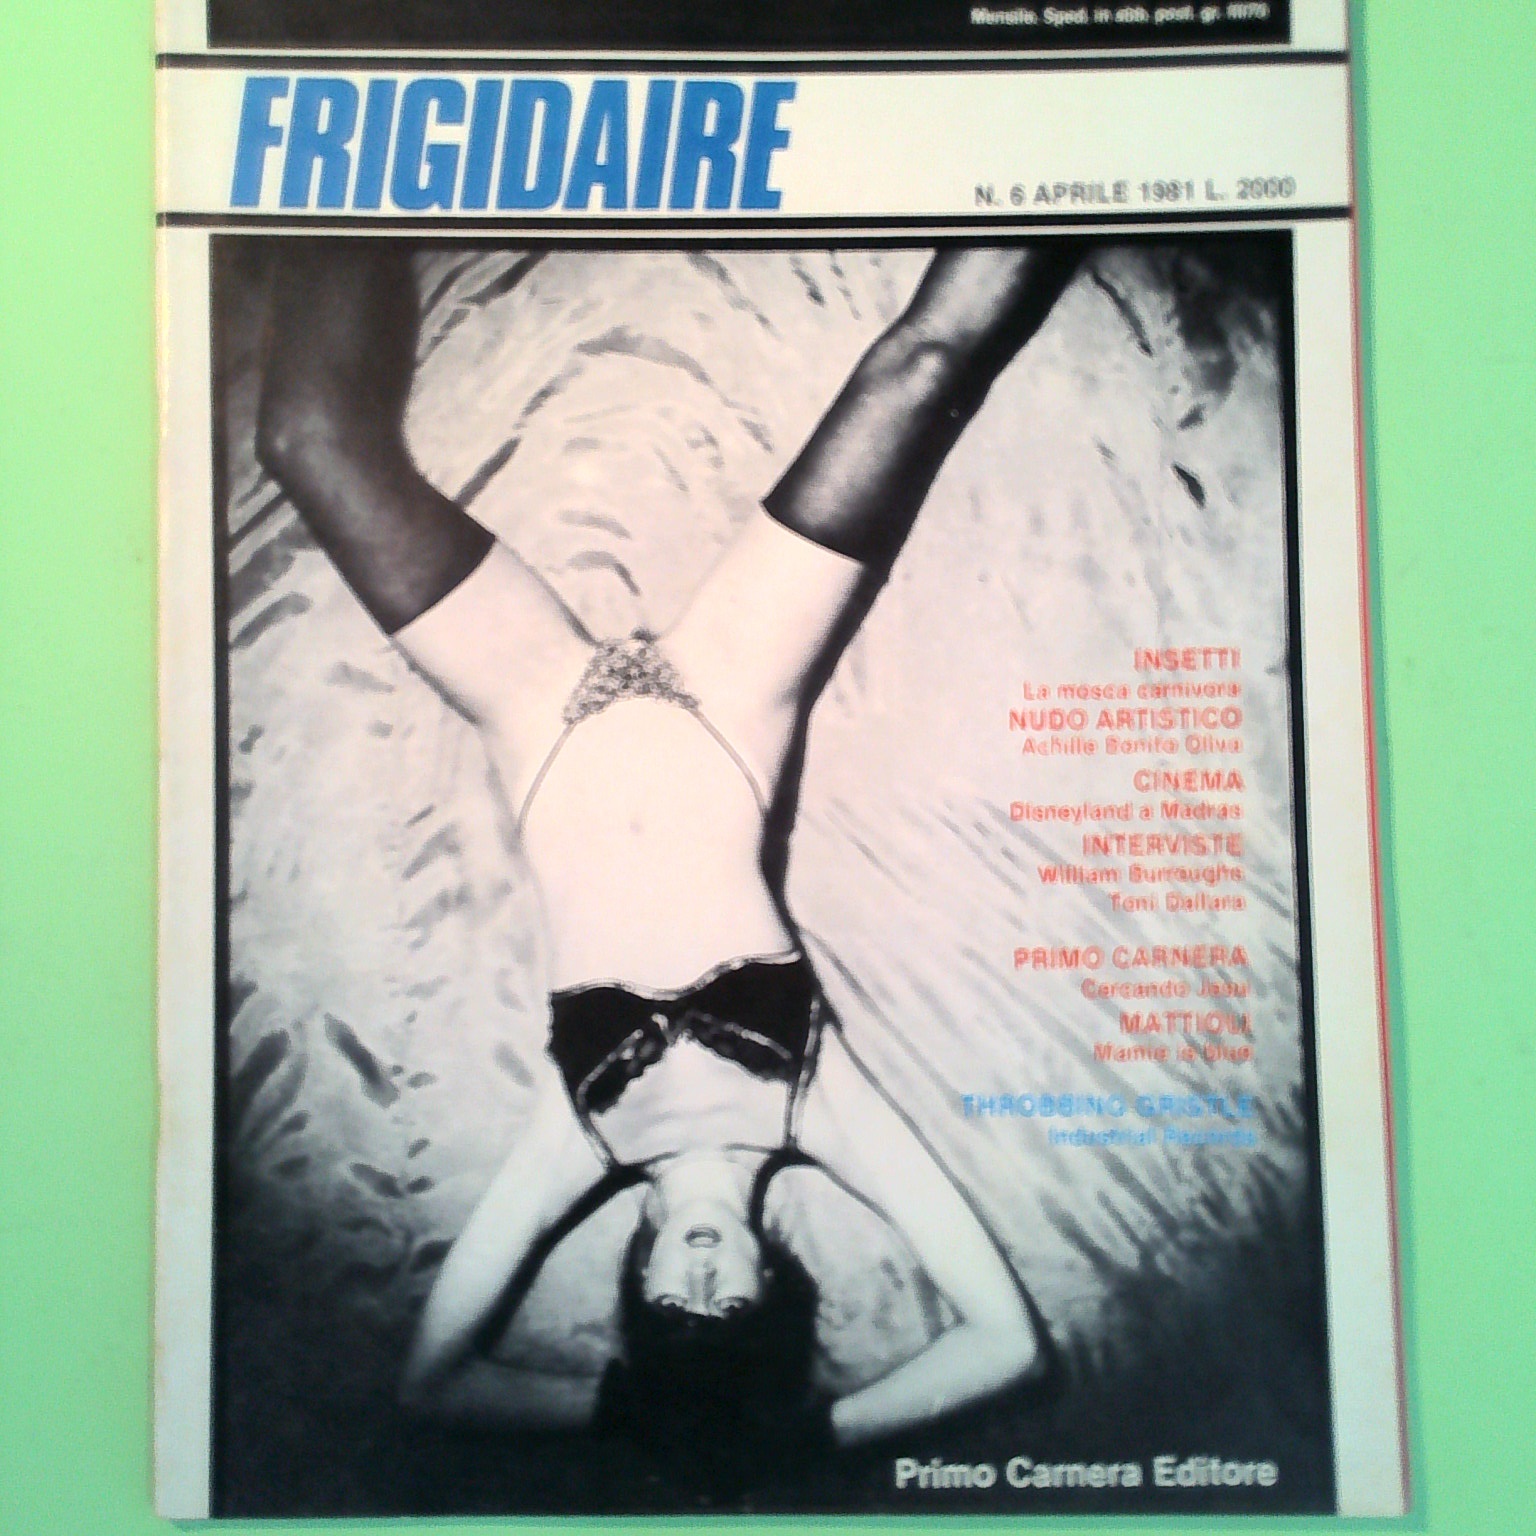 Mensile. Sped. in abb. post. gr. III/70
FRIGIDAIRE
N. 6 APRILE 1981 L. 2000
INSETTI
La mosca carnivora
NUDO ARTISTICO
Achille Bonito Oliva
CINEMA
Disneyland a Madras
INTERVISTE
William Burroughs
Toni Dallara
PRIMO CARNERA
Cercando Jesu
MATTIOLI
Mamie is blue
THROBBING GRISTLE
Industrial Records
Primo Carnera Editore